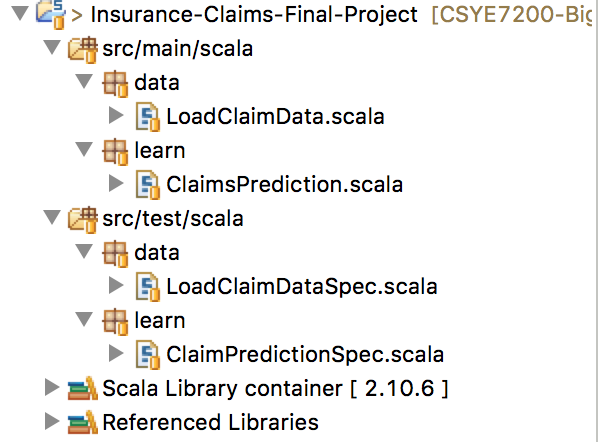 > Insurance-Claims-Final-Project [CSYE7200-Big
src/main/scala
data
LoadClaimData.scala
learn
ClaimsPrediction.scala
src/test/scala
data
LoadClaimDataSpec.scala
learn
ClaimPredictionSpec.scala
Scala Library container [ 2.10.6 ]
Referenced Libraries